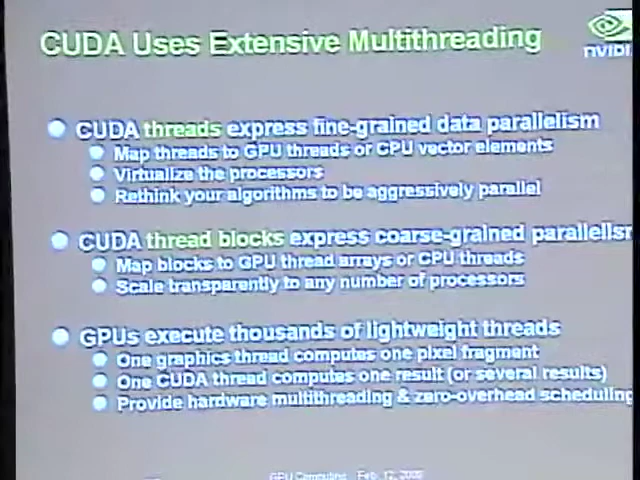 CUDA Uses Extensive Multithreading
NVIDI
CUDA threads express fine-grained data parallelism
Map threads to GPU threads or CPU vector elements
Virtualize the processors
Rethink your algorithms to be aggressively parallel
CUDA thread blocks express coarse-grained parallelism
Map blocks to GPU thread arrays or CPU threads
Scale transparently to any number of processors
GPUs execute thousands of lightweight threads
One graphics thread computes one pixel fragment
One CUDA thread computes one result (or several results)
Provide hardware multithreading & zero-overhead scheduling
GPU Computing Feb.